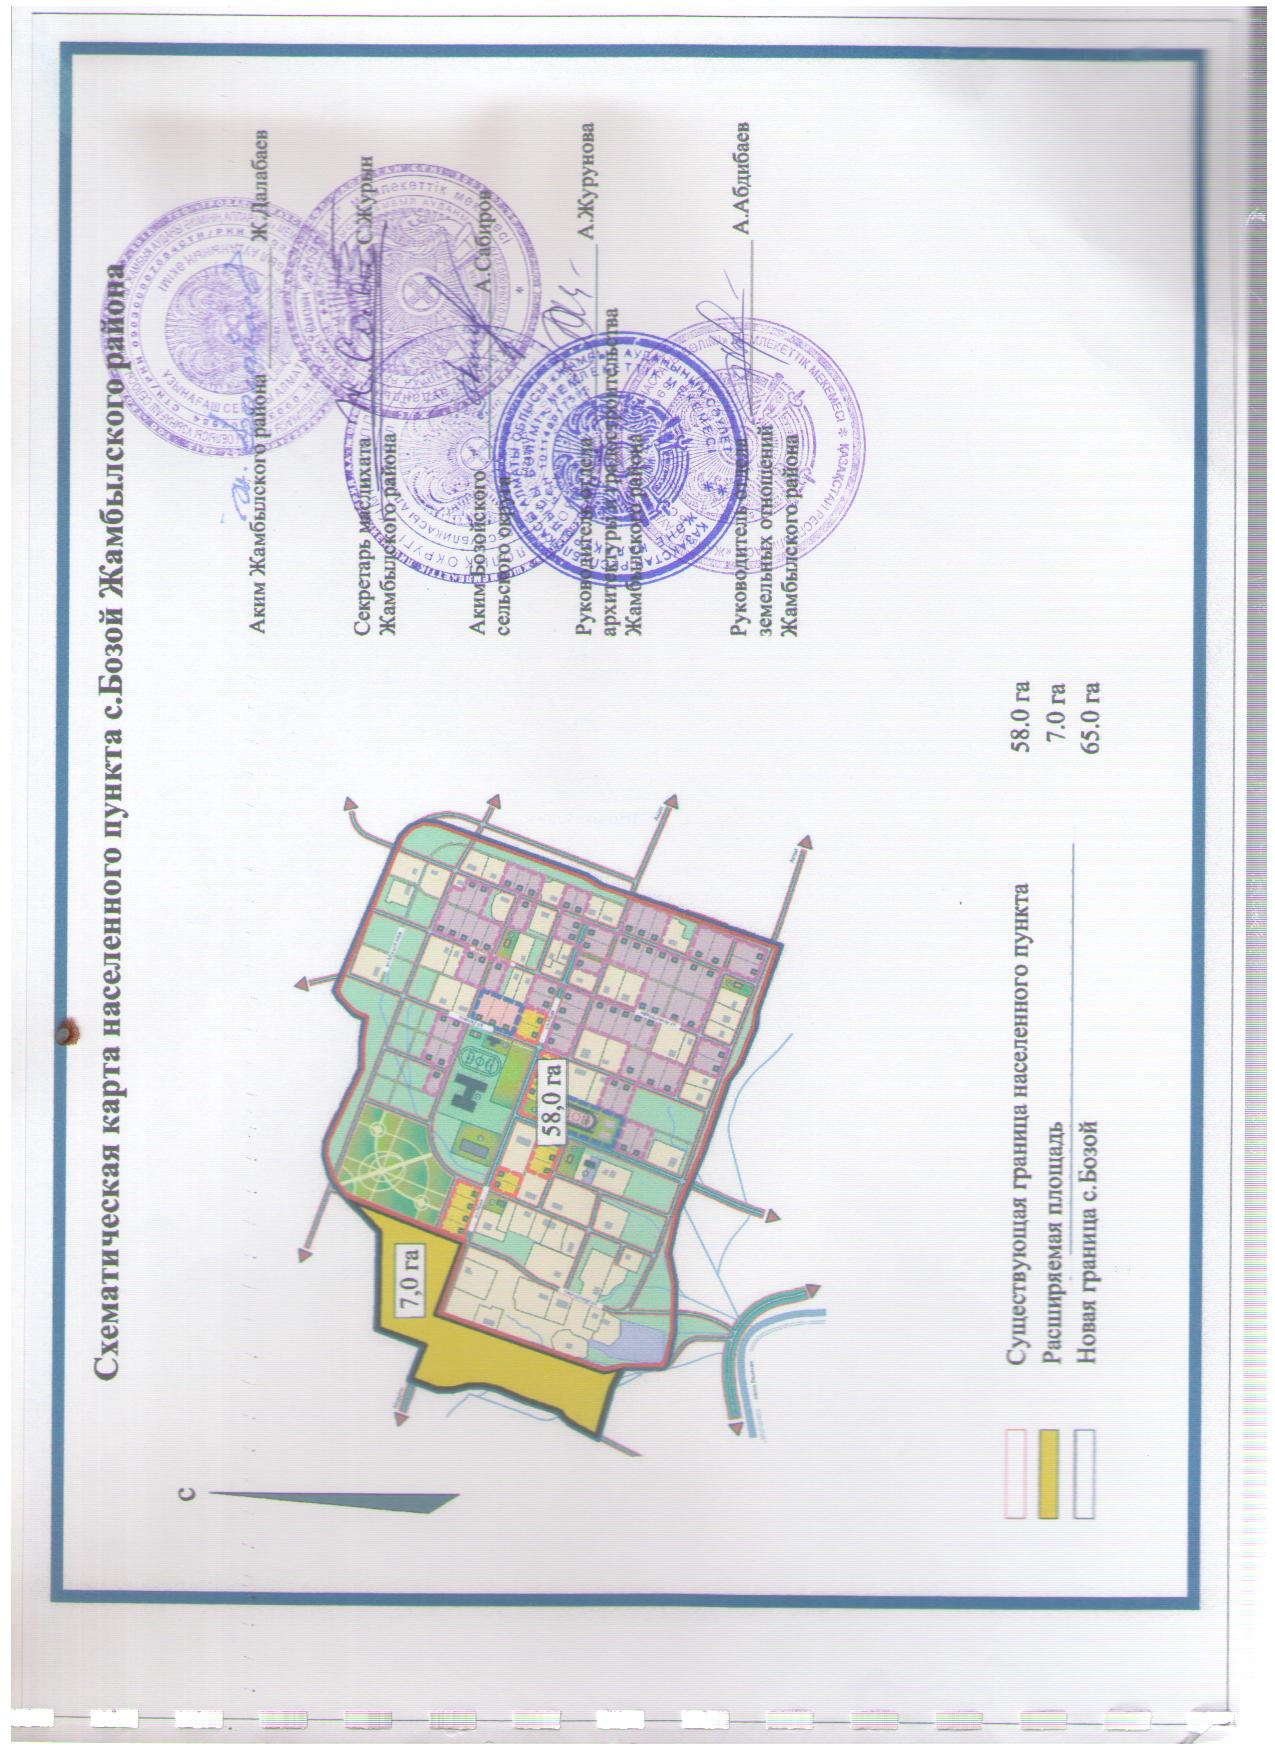 Схематическая карта населенного пункта с.Бозой Жамбылского района
С
7,0 га
58,0 га
Аким Жамбылского района
Ж.Далабаев
Секретарь масдихата
Жамбылского района
С.Журын
Аким Бозойского
сельского округа
А.Сабиров
Руководитель отдела
архитектуры и градостроительства
Жамбылского района
А.Журунова
Руководитель отдела
земельных отношений
Жамбылского района
А.Абдибаев
Существующая граница населенного пункта 58.0 га
Расширяемая площадь 7.0 га
Новая граница с.Бозой 65.0 га